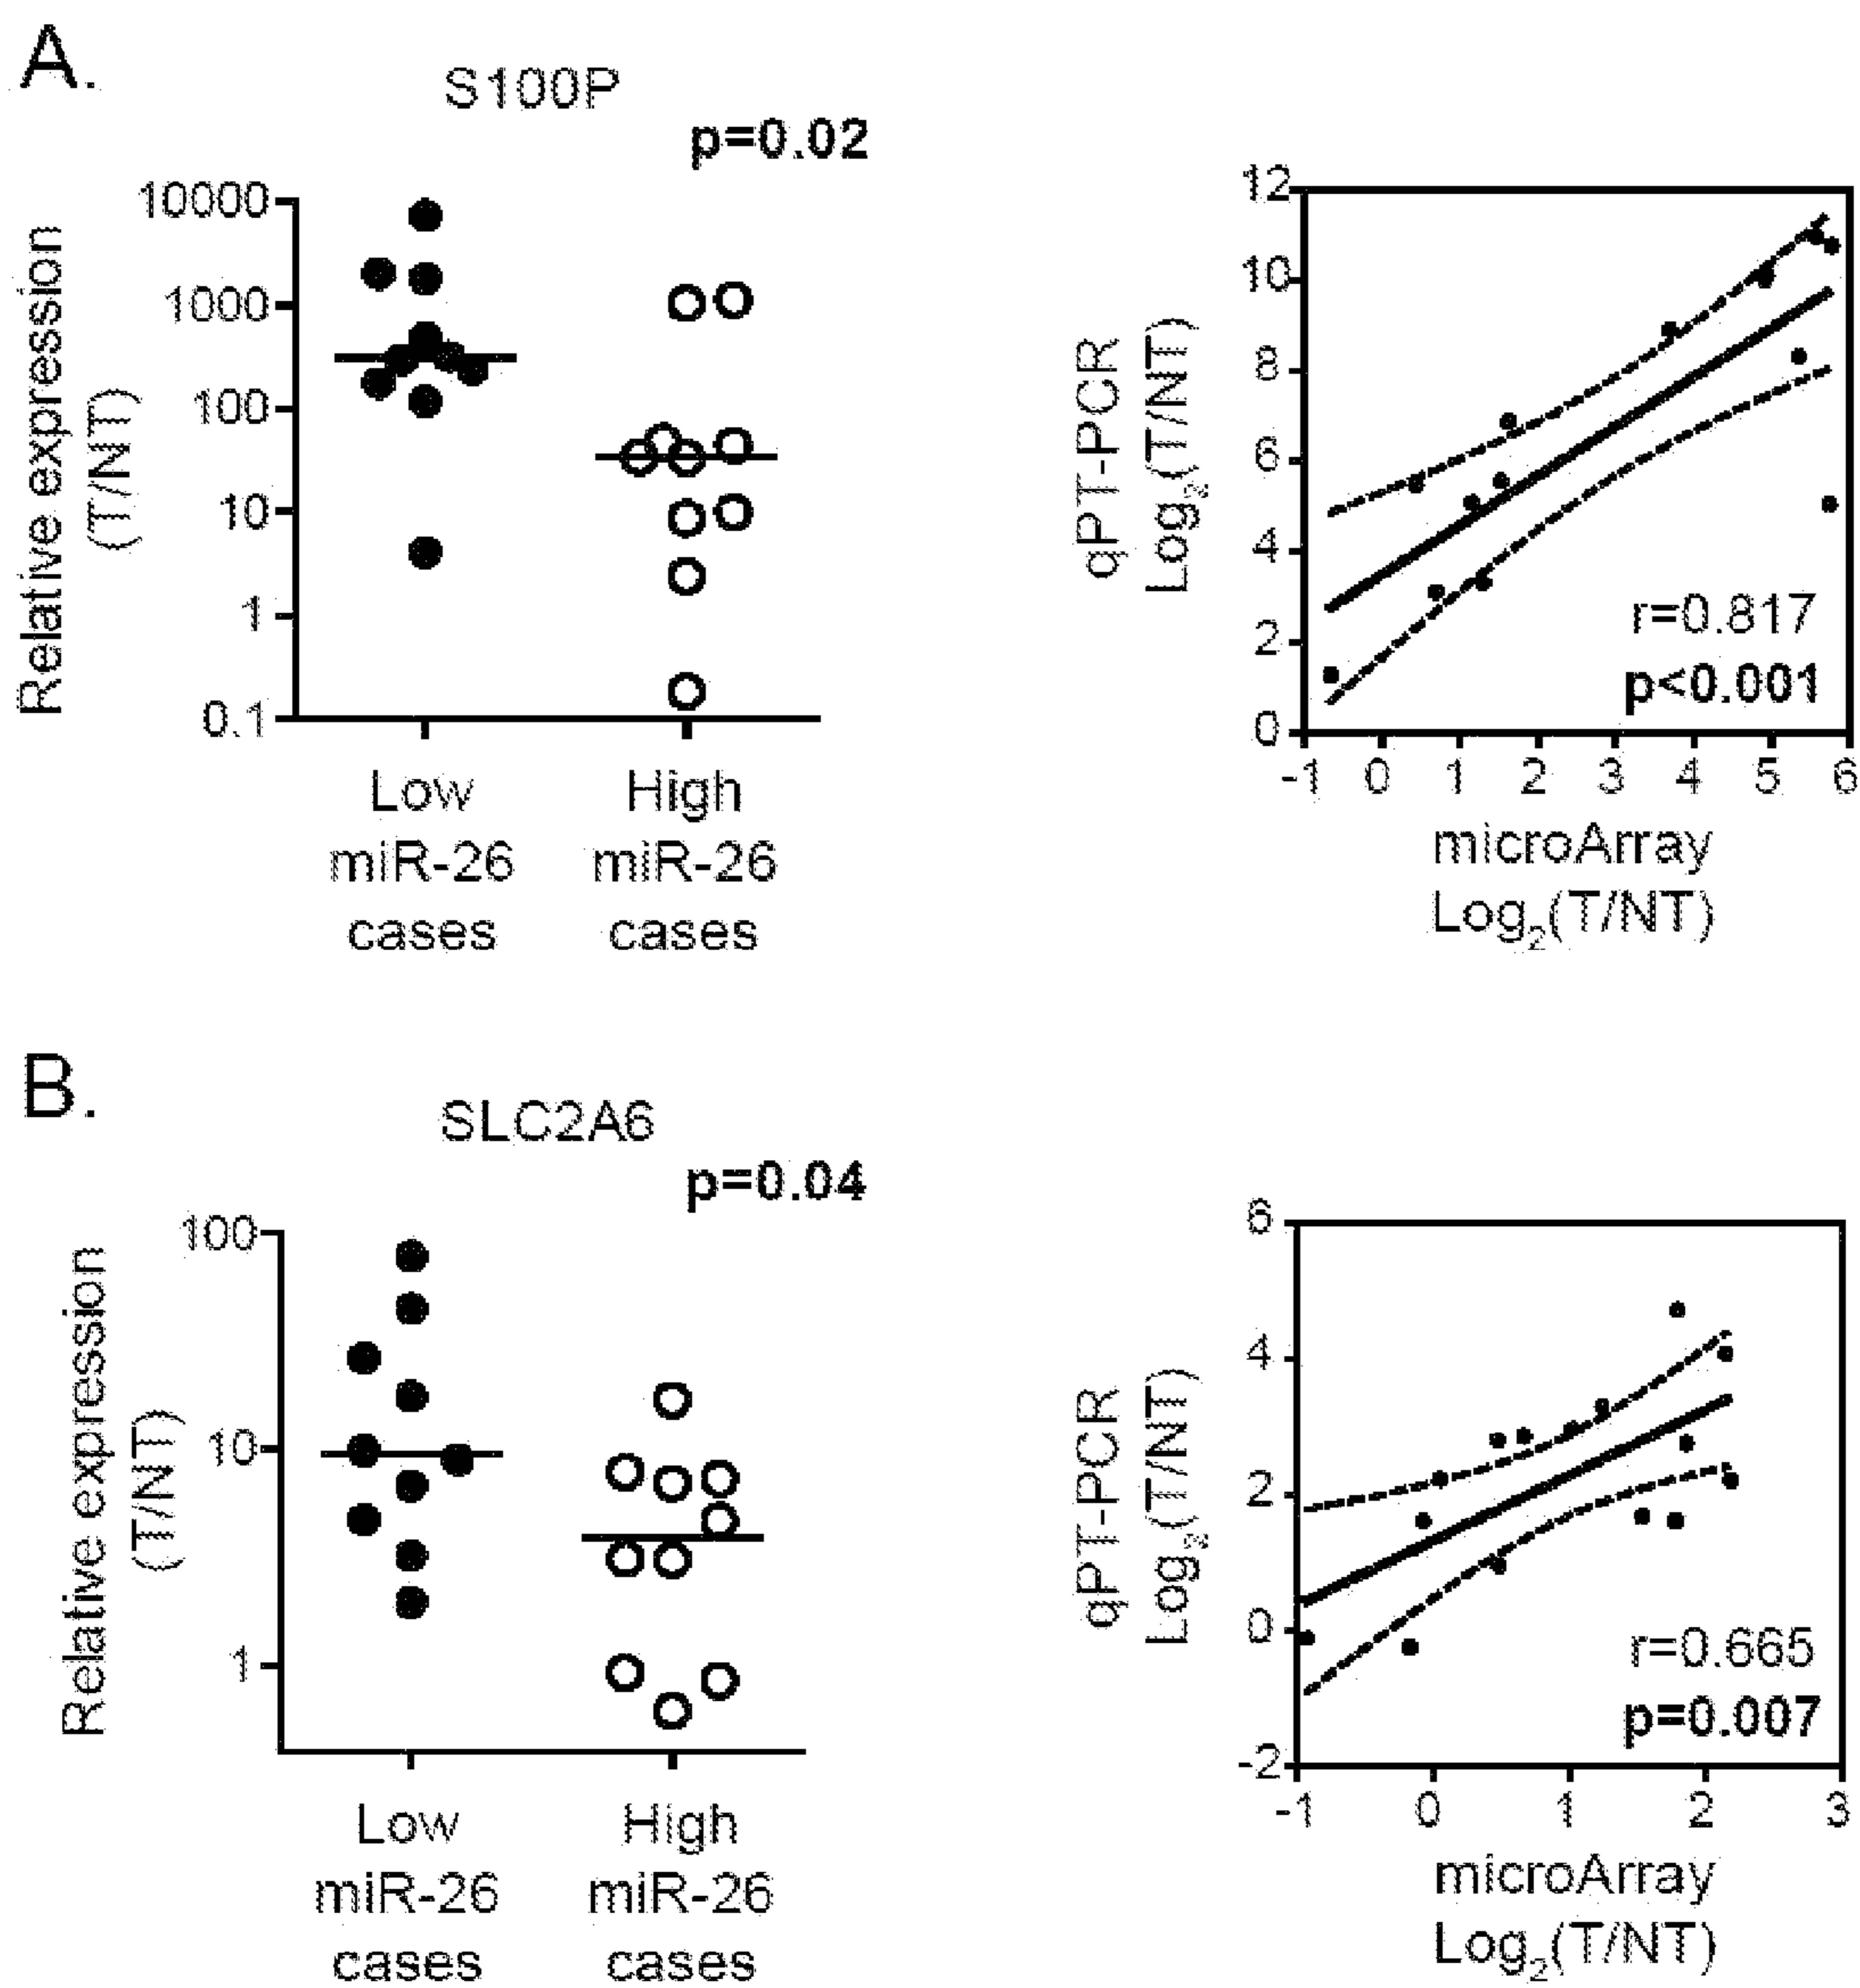 A.
S100P
p=0.02
Relative expression
(T/NT)
10000
1000
100
10
1
0.1
Low
miR-26
cases
High
miR-26
cases
qPT-PCR
Log₂(T/NT)
12
10
8
6
4
2
0
r=0.817
p<0.001
-1 0 1 2 3 4 5 6
microArray
Log₂(T/NT)
B.
SLC2A6
p=0.04
Relative expression
(T/NT)
100
10
1
Low
miR-26
cases
High
miR-26
cases
qPT-PCR
Log₂(T/NT)
6
4
2
0
-2
r=0.665
p=0.007
-1 0 1 2 3
microArray
Log₂(T/NT)